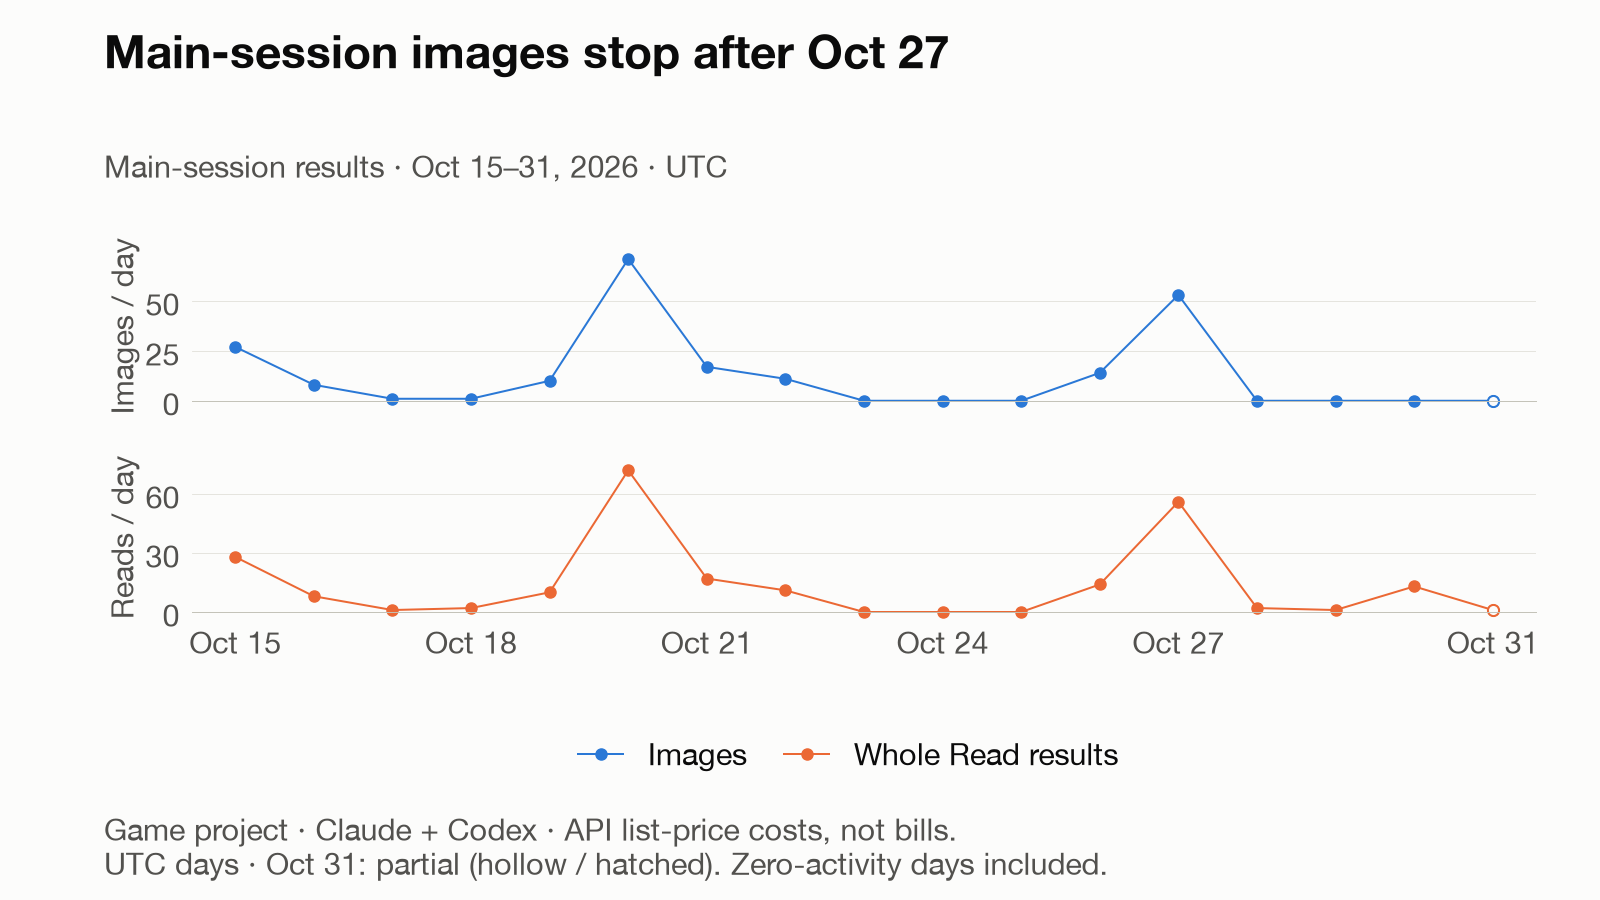 Main-session images stop after Oct 27
Main-session results · Oct 15–31, 2026 · UTC
Images / day
50
25
0
Reads / day
60
30
0
Oct 15
Oct 18
Oct 21
Oct 24
Oct 27
Oct 31
Images
Whole Read results
Game project · Claude + Codex · API list-price costs, not bills.
UTC days · Oct 31: partial (hollow / hatched). Zero-activity days included.